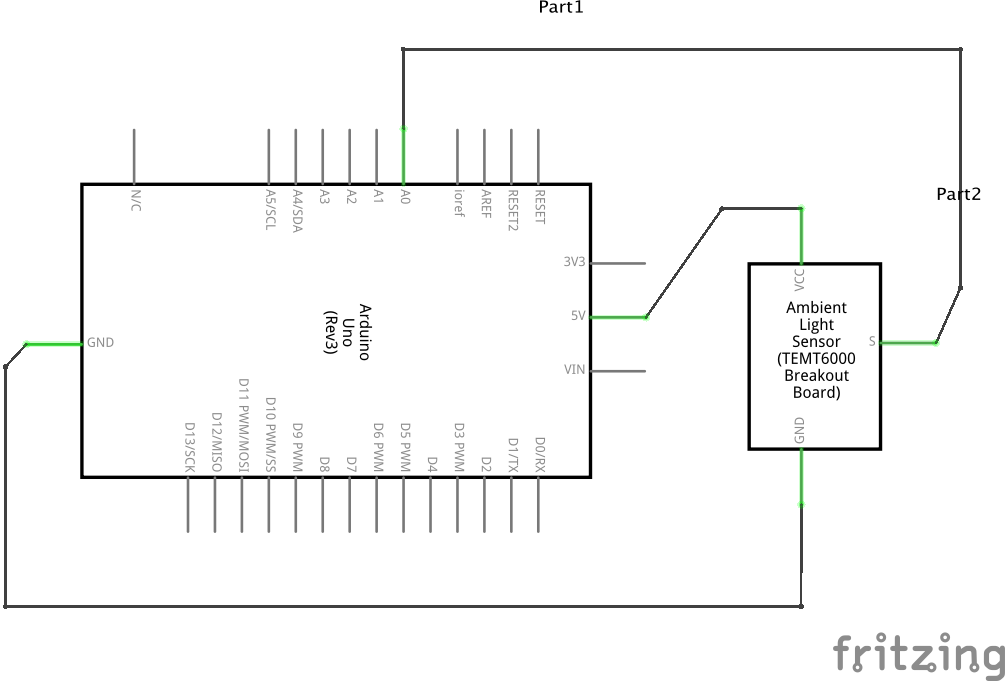 Part1
N/C
A5/SCL
A4/SDA
A3
A2
A1
A0
ioref
AREF
RESET2
RESET
3V3
5V
VIN
Arduino
Uno
(Rev3)
GND
D13/SCK
D12/MISO
D11 PWM/MOSI
D10 PWM/SS
D9 PWM
D8
D7
D6 PWM
D5 PWM
D4
D3 PWM
D2
D1/TX
D0/RX
Part2
VCC
Ambient
Light
Sensor
(TEMT6000
Breakout
Board)
S
GND
fritzing